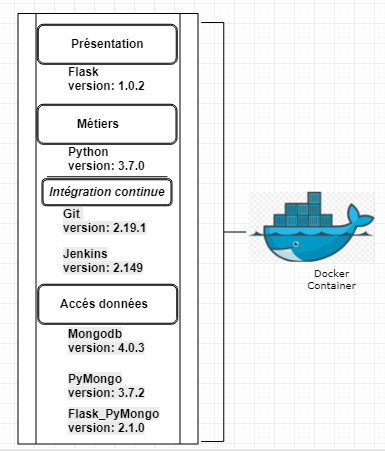 Présentation
Flask
version: 1.0.2
Métiers
Python
version: 3.7.0
Intégration continue
Git
version: 2.19.1
Jenkins
version: 2.149
Accés données
Mongodb
version: 4.0.3
PyMongo
version: 3.7.2
Flask_PyMongo
version: 2.1.0
Docker
Container